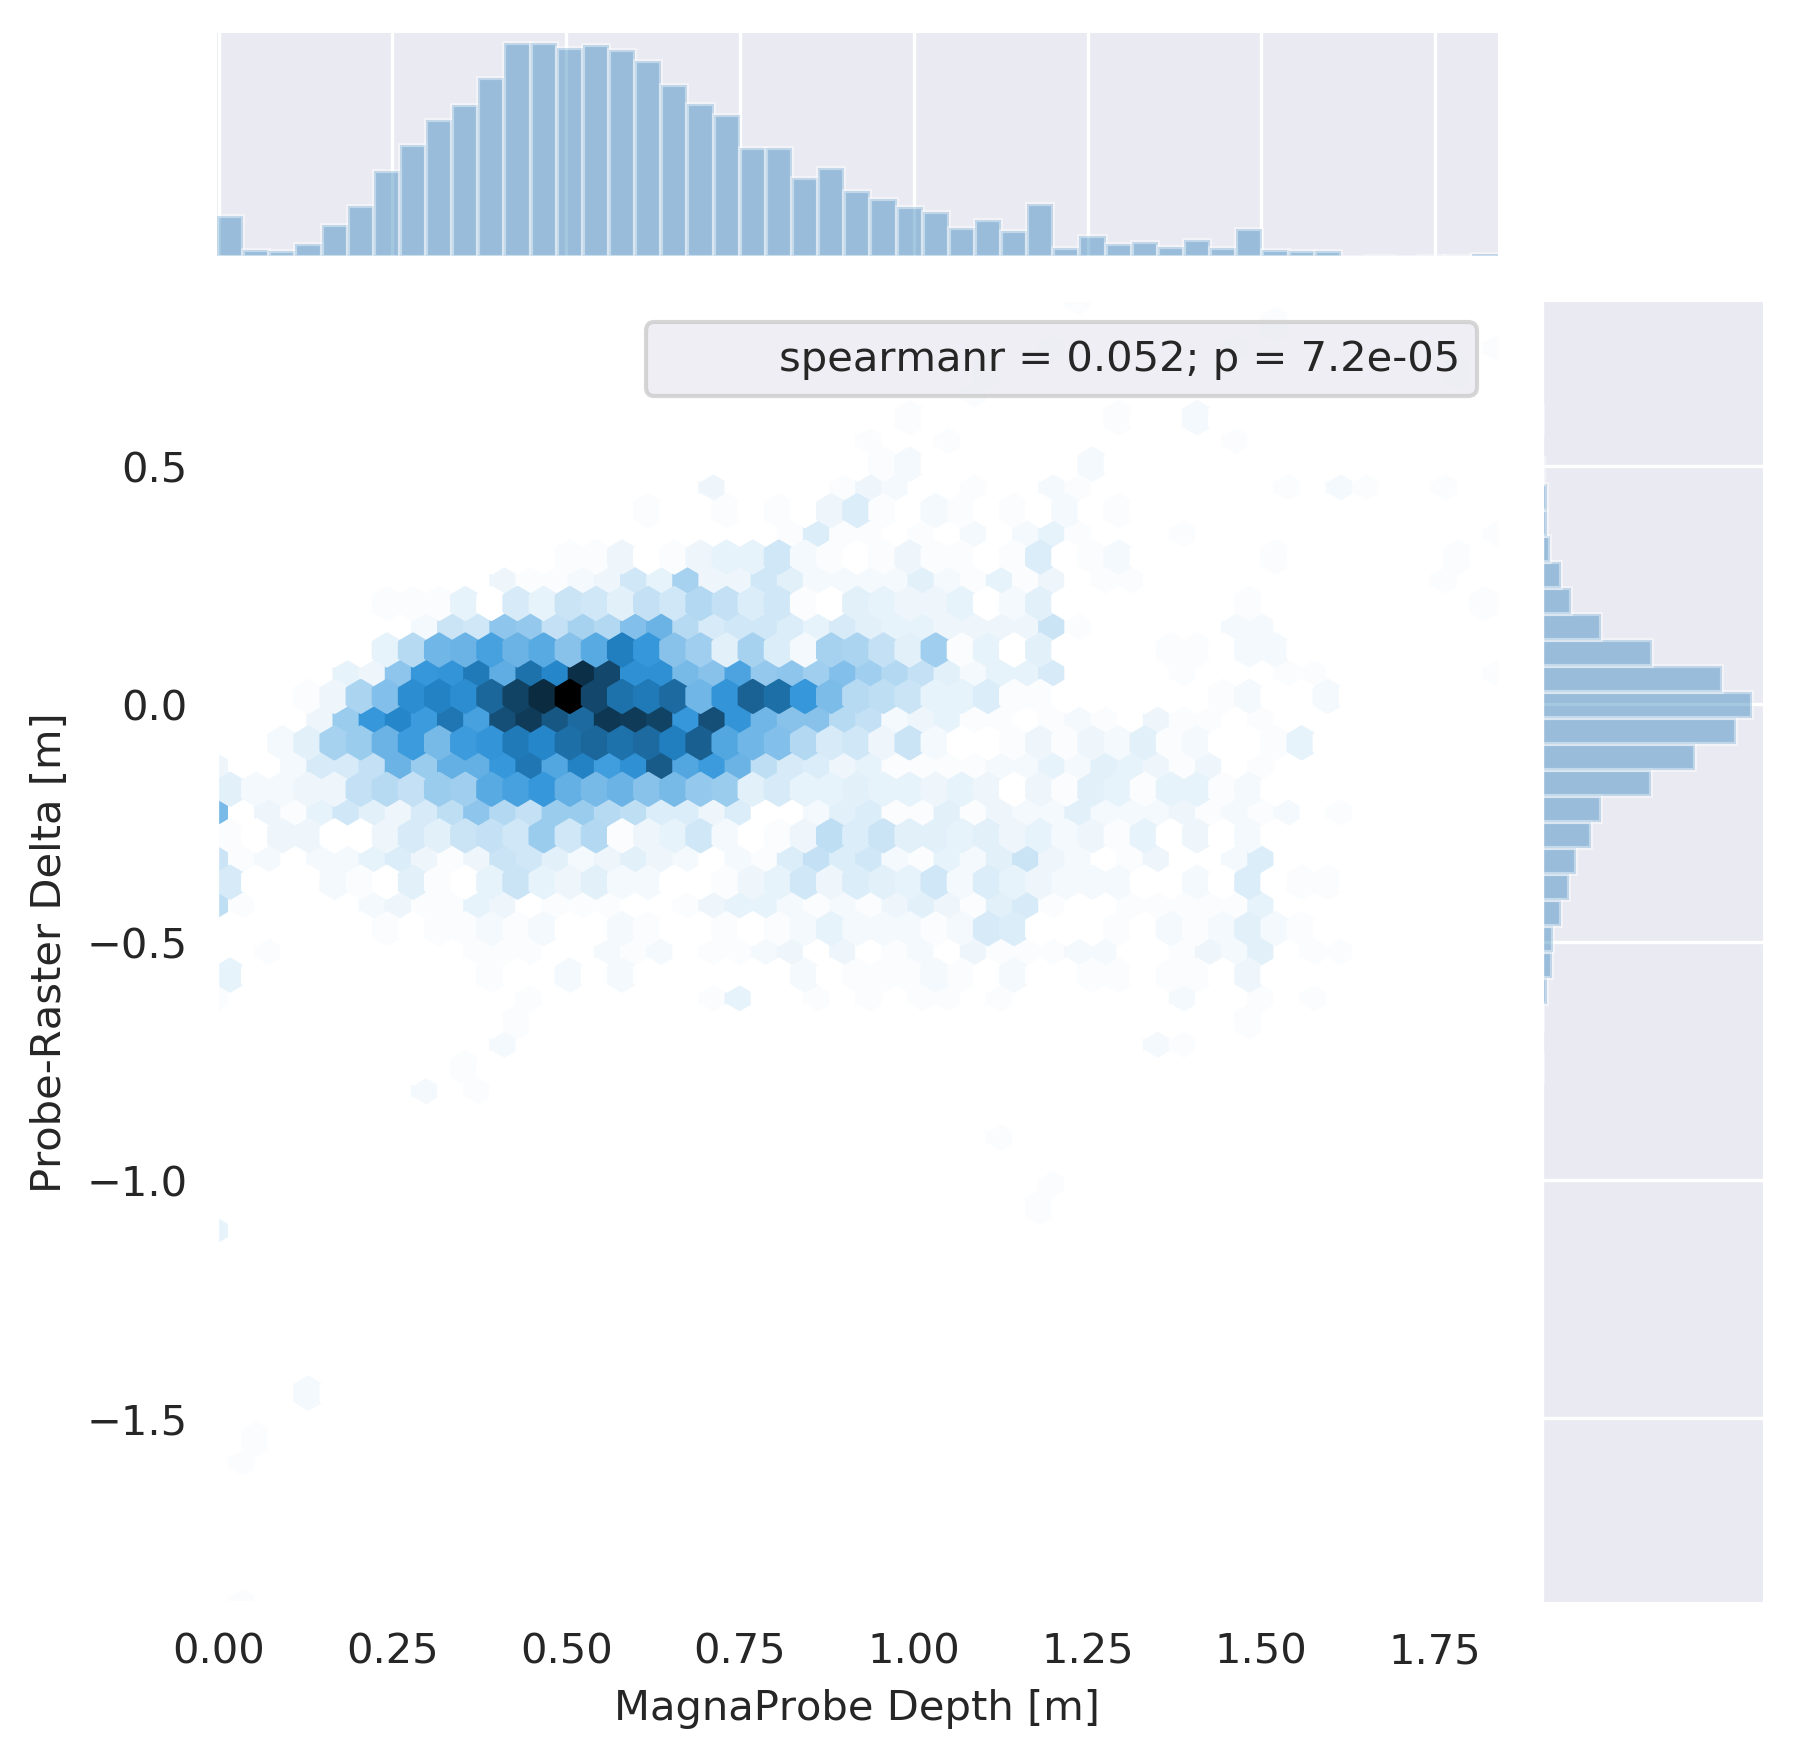 spearmanr = 0.052; p = 7.2e-05
0.5
0.0
−0.5
−1.0
−1.5
Probe-Raster Delta [m]
0.00 0.25 0.50 0.75 1.00 1.25 1.50 1.75
MagnaProbe Depth [m]